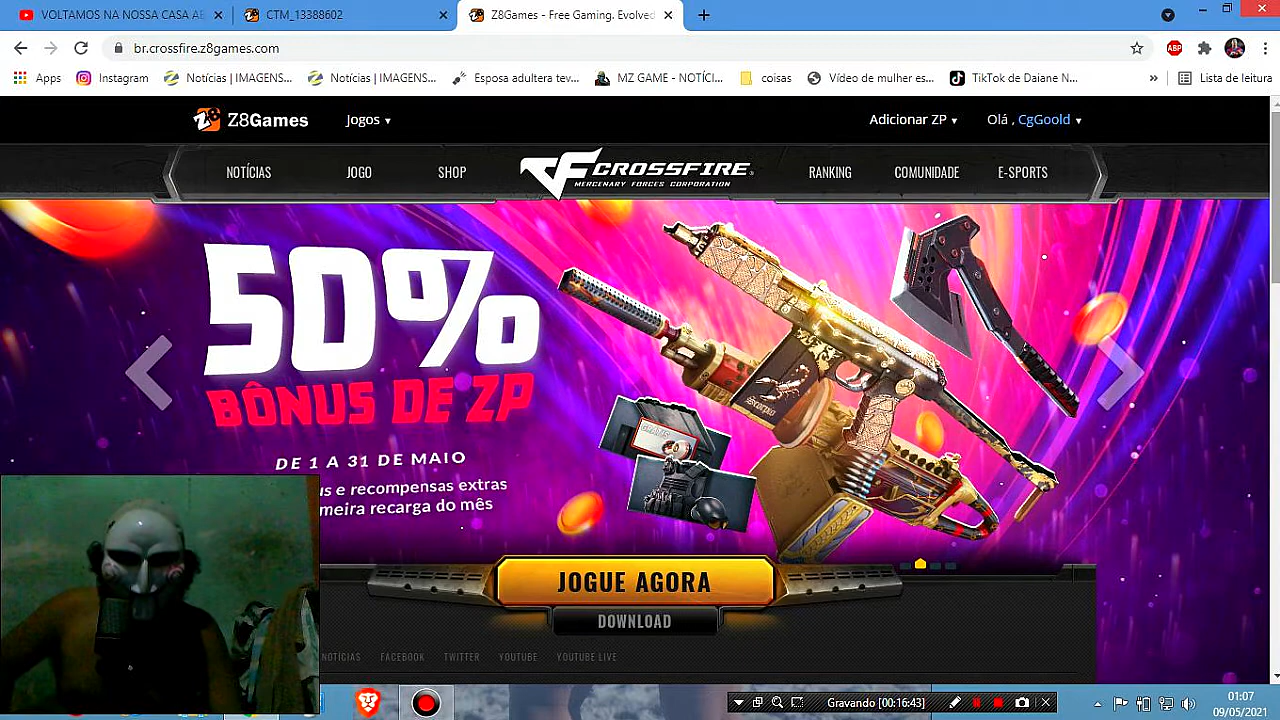 VOLTAMOS NA NOSSA CASA AE
CTM_13388602
Z8Games - Free Gaming. Evolved
br.crossfire.z8games.com
ABP
Apps
Instagram
Notícias | IMAGENS...
Notícias | IMAGENS...
Esposa adultera tev...
MZ GAME - NOTÍCI...
coisas
Vídeo de mulher es...
TikTok de Daiane N...
»
Lista de leitura
Z8Games
Jogos
Adicionar ZP
Olá , CgGoold
NOTÍCIAS
JOGO
SHOP
CROSSFIRE
MERCENARY FORCES CORPORATION
RANKING
COMUNIDADE
E-SPORTS
50%
BÔNUS DE ZP
DE 1 A 31 DE MAIO
us e recompensas extras
meira recarga do mês
GRÁTIS
JOGUE AGORA
DOWNLOAD
NOTÍCIAS
FACEBOOK
TWITTER
YOUTUBE
YOUTUBE LIVE
Gravando [00:16:43]
01:07
09/05/2021